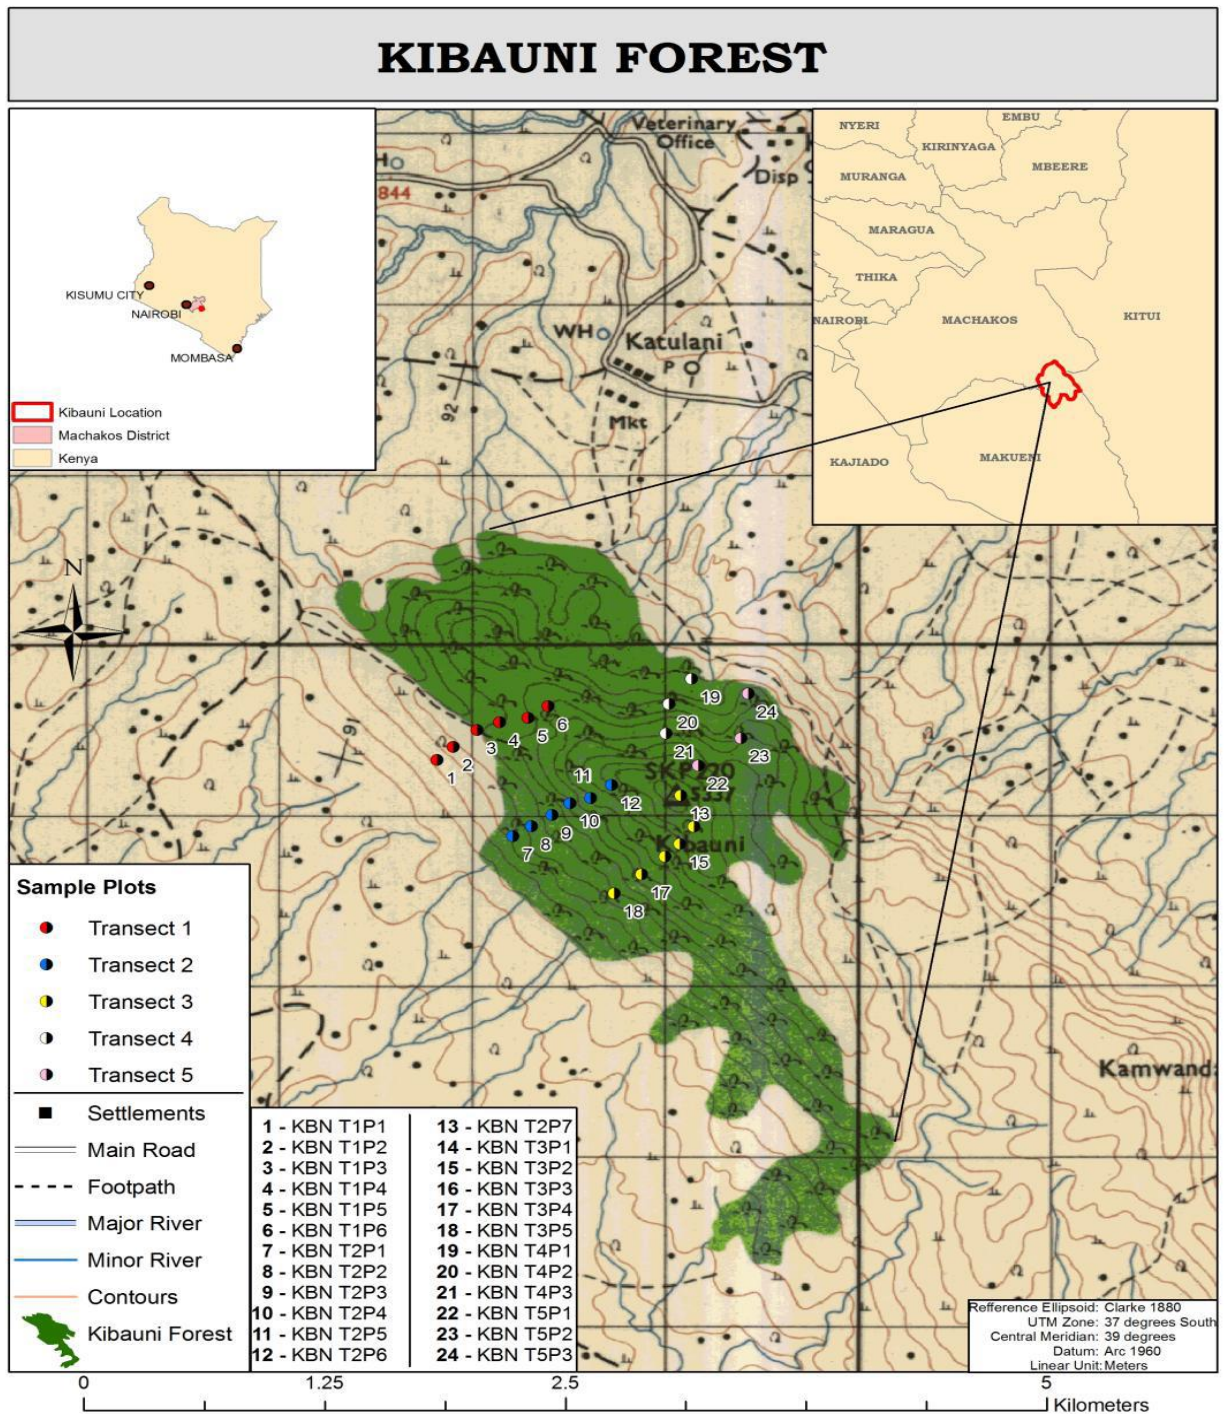 KIBAUNI FOREST
KISUMU CITY
NAIROBI
MOMBASA
Kibauni Location
Machakos District
Kenya
Veterinary
Office
Disp
844
WH
Katulani
P
Mkt
92
91
NYERI
EMBU
KIRINYAGA
MBEERE
MURANGA
MARAGUA
THIKA
NAIROBI
MACHAKOS
KITUI
KAJIADO
MAKUENI
N
19
24
6
20
5
4
3
23
21
2
1
22
11
12
13
10
9
8
7
Kibauni
15
17
18
Kamwand
Sample Plots
Transect 1
Transect 2
Transect 3
Transect 4
Transect 5
Settlements
Main Road
Footpath
Major River
Minor River
Contours
Kibauni Forest
1 - KBN T1P1
2 - KBN T1P2
3 - KBN T1P3
4 - KBN T1P4
5 - KBN T1P5
6 - KBN T1P6
7 - KBN T2P1
8 - KBN T2P2
9 - KBN T2P3
10 - KBN T2P4
11 - KBN T2P5
12 - KBN T2P6
13 - KBN T2P7
14 - KBN T3P1
15 - KBN T3P2
16 - KBN T3P3
17 - KBN T3P4
18 - KBN T3P5
19 - KBN T4P1
20 - KBN T4P2
21 - KBN T4P3
22 - KBN T5P1
23 - KBN T5P2
24 - KBN T5P3
Refference Ellipsoid: Clarke 1880
UTM Zone: 37 degrees South
Central Meridian: 39 degrees
Datum: Arc 1960
Linear Unit: Meters
0 1.25 2.5 5
Kilometers